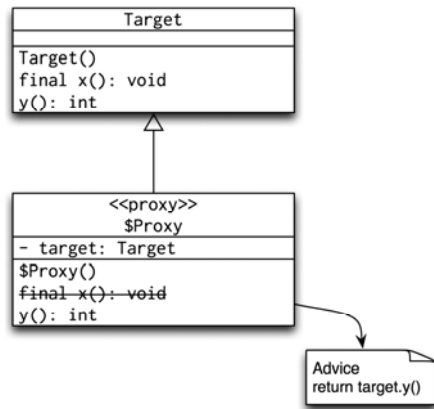 Target
Target()
final x(): void
y(): int
<<proxy>>
$Proxy
- target: Target
$Proxy()
final x(): void
y(): int
Advice
return target.y()